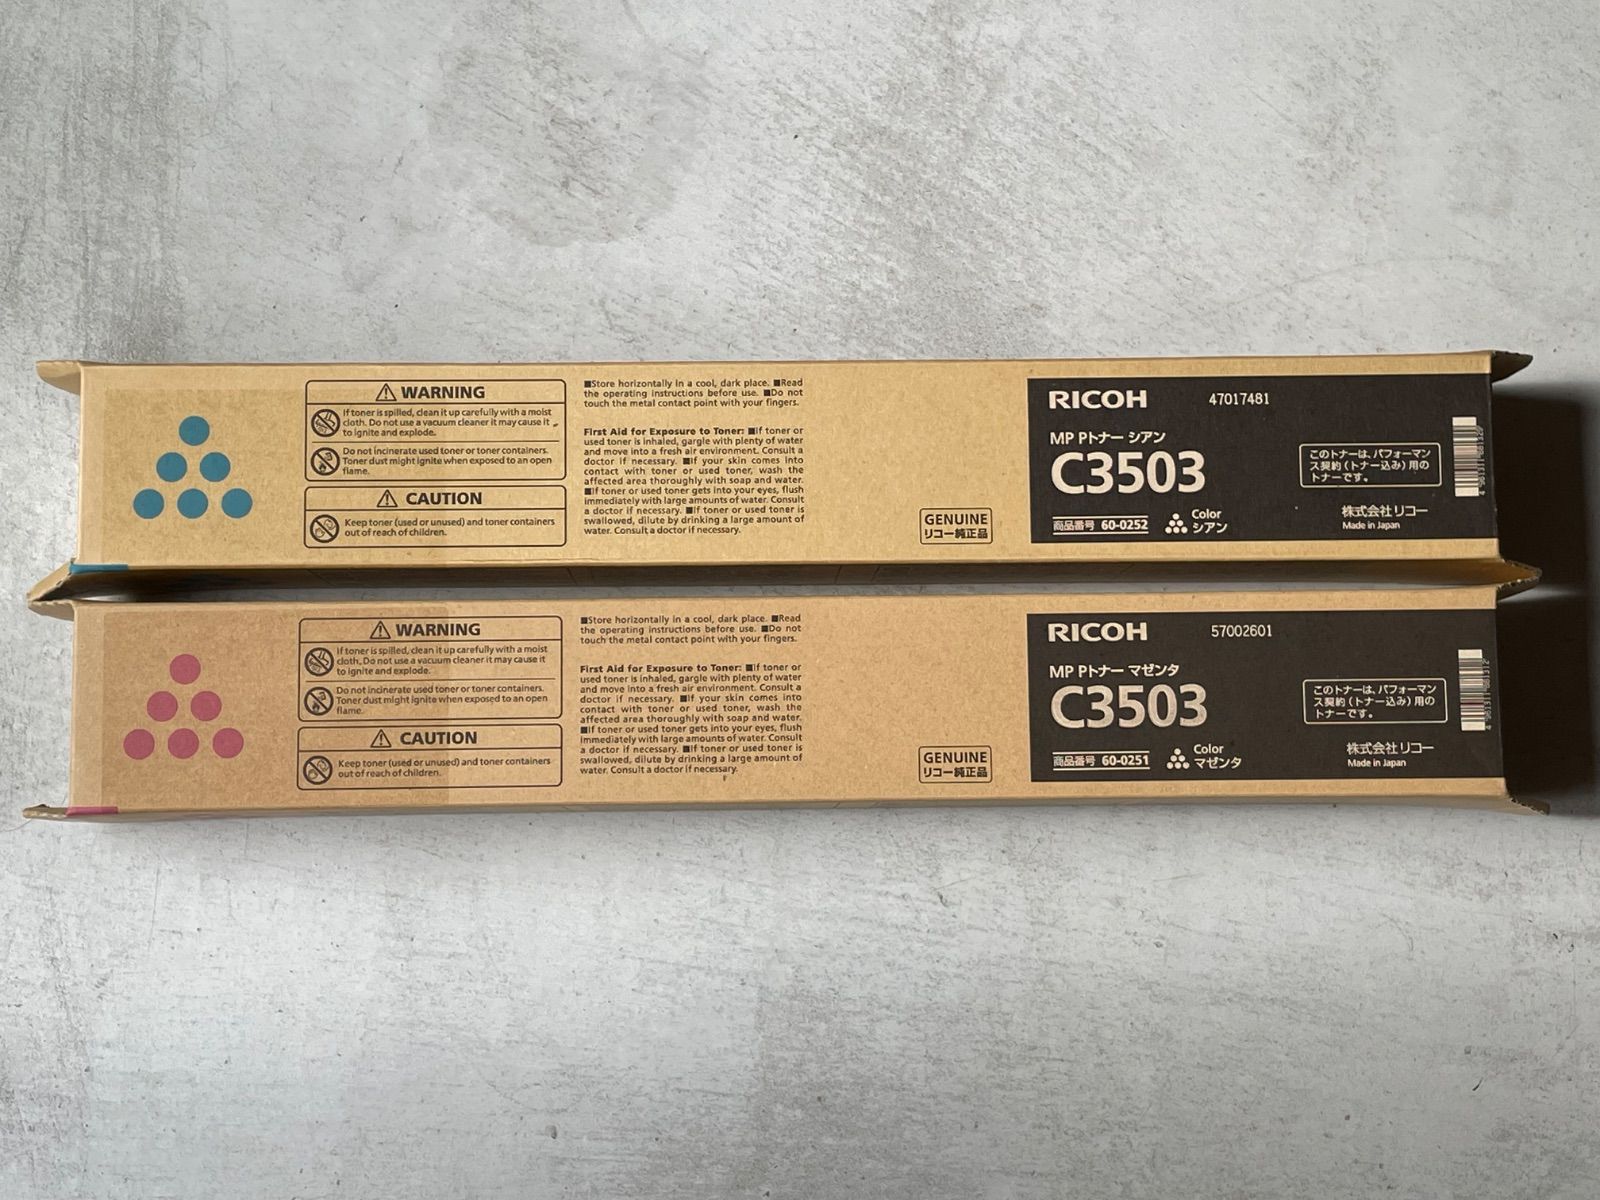 WARNING
If toner is spilled, clean it up carefully with a moist
cloth. Do not use a vacuum cleaner it may cause it
to ignite and explode.
Do not incinerate used toner or toner containers.
Toner dust might ignite when exposed to an open
flame.
CAUTION
Keep toner (used or unused) and toner containers
out of reach of children.
■Store horizontally in a cool, dark place. ■Read
the operating instructions before use. ■Do not
touch the metal contact point with your fingers.
First Aid for Exposure to Toner: ■If toner or
used toner is inhaled, gargle with plenty of water
and move into a fresh air environment. Consult a
doctor if necessary. ■If your skin comes into
contact with toner or used toner, wash the
affected area thoroughly with soap and water.
■If toner or used toner gets into your eyes, flush
immediately with large amounts of water. Consult
a doctor if necessary. ■If toner or used toner is
swallowed, dilute by drinking a large amount of
water. Consult a doctor if necessary.
GENUINE
リコー純正品
RICOH 47017481
MP Pトナー シアン
C3503
このトナーは、パフォーマン
ス契約（トナー込み）用の
トナーです。
商品番号 60-0252
Color
シアン
株式会社リコー
Made in Japan
WARNING
If toner is spilled, clean it up carefully with a moist
cloth. Do not use a vacuum cleaner it may cause it
to ignite and explode.
Do not incinerate used toner or toner containers.
Toner dust might ignite when exposed to an open
flame.
CAUTION
Keep toner (used or unused) and toner containers
out of reach of children.
■Store horizontally in a cool, dark place. ■Read
the operating instructions before use. ■Do not
touch the metal contact point with your fingers.
First Aid for Exposure to Toner: ■If toner or
used toner is inhaled, gargle with plenty of water
and move into a fresh air environment. Consult a
doctor if necessary. ■If your skin comes into
contact with toner or used toner, wash the
affected area thoroughly with soap and water.
■If toner or used toner gets into your eyes, flush
immediately with large amounts of water. Consult
a doctor if necessary. ■If toner or used toner is
swallowed, dilute by drinking a large amount of
water. Consult a doctor if necessary.
GENUINE
リコー純正品
RICOH 57002601
MP Pトナー マゼンタ
C3503
このトナーは、パフォーマン
ス契約（トナー込み）用の
トナーです。
商品番号 60-0251
Color
マゼンタ
株式会社リコー
Made in Japan